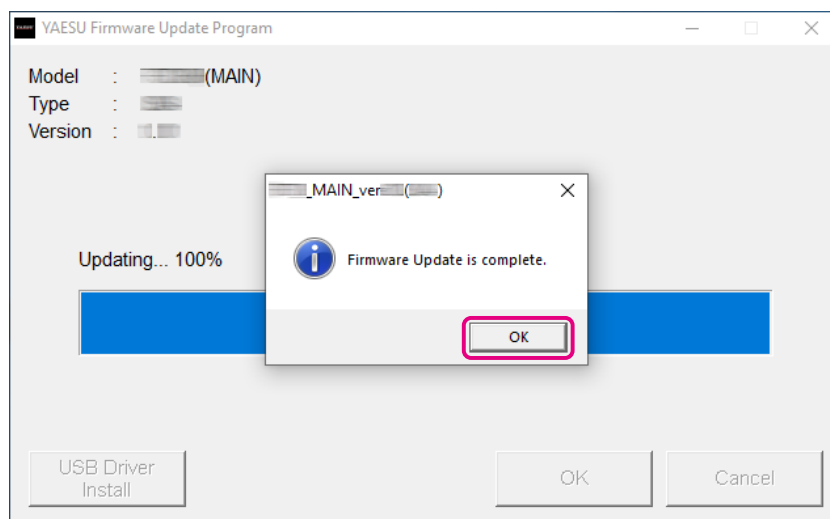 YAESU Firmware Update Program
Model : (MAIN)
Type :
Version : .
_MAIN_ver ( )
Firmware Update is complete.
Updating... 100%
OK
USB Driver
Install
OK
Cancel